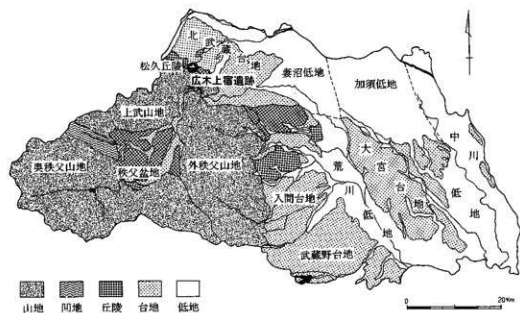 北武蔵台地
松久丘陵
広木上宿遺跡
妻沼低地
加須低地
上武山地
中川低地
大宮台地
奥秩父山地
秩父盆地
外秩父山地
荒川低地
入間台地
武蔵野台地
山地
凹地
丘陵
台地
低地
0
20Km